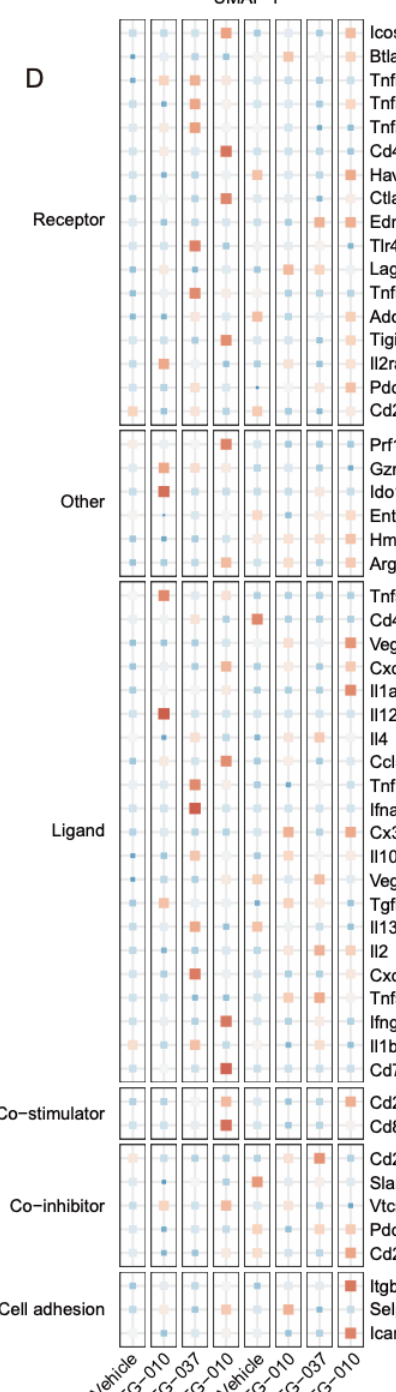 UMAP 1
D
Icos
Btla
Tnf
Tnf
Tnf
Cd4
Hav
Ctla
Receptor
Edn
Tlr4
Lag
Tnf
Ado
Tigi
Il2r
Pdc
Cd2
Prf1
Gzr
Other
Ido
Ent
Hm
Arg
Tnf
Cd4
Veg
Cxc
Il1a
Il12
Il4
Ccl
Tnf
Ifna
Ligand
Cx3
Il10
Veg
Tgf
Il13
Il2
Cxc
Tnf
Ifng
Il1b
Cd7
Co-stimulator
Cd2
Cd8
Cd2
Sla
Co-inhibitor
Vtc
Pdc
Cd2
Itgb
Cell adhesion
Sel
Icar
Vehicle
TG-010
TG-037
TG-010
Vehicle
TG-010
TG-037
TG-010